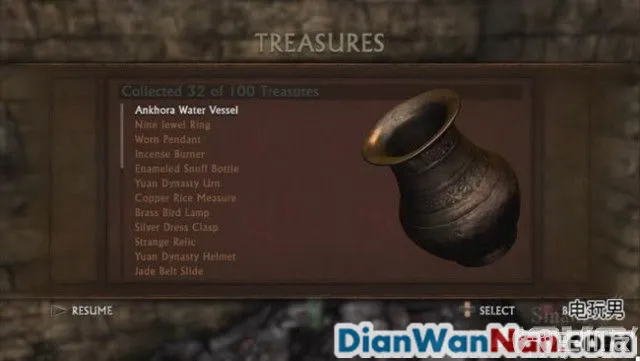 TREASURES
Collected 32 of 100 Treasures
Ankhora Water Vessel
Nine Jewel Ring
Worn Pendant
Incense Burner
Enameled Snuff Bottle
Yuan Dynasty Urn
Copper Rice Measure
Brass Bird Lamp
Silver Dress Clasp
Strange Relic
Yuan Dynasty Helmet
Jade Belt Slide
RESUME
SELECT
电玩男
DianWanNan.com